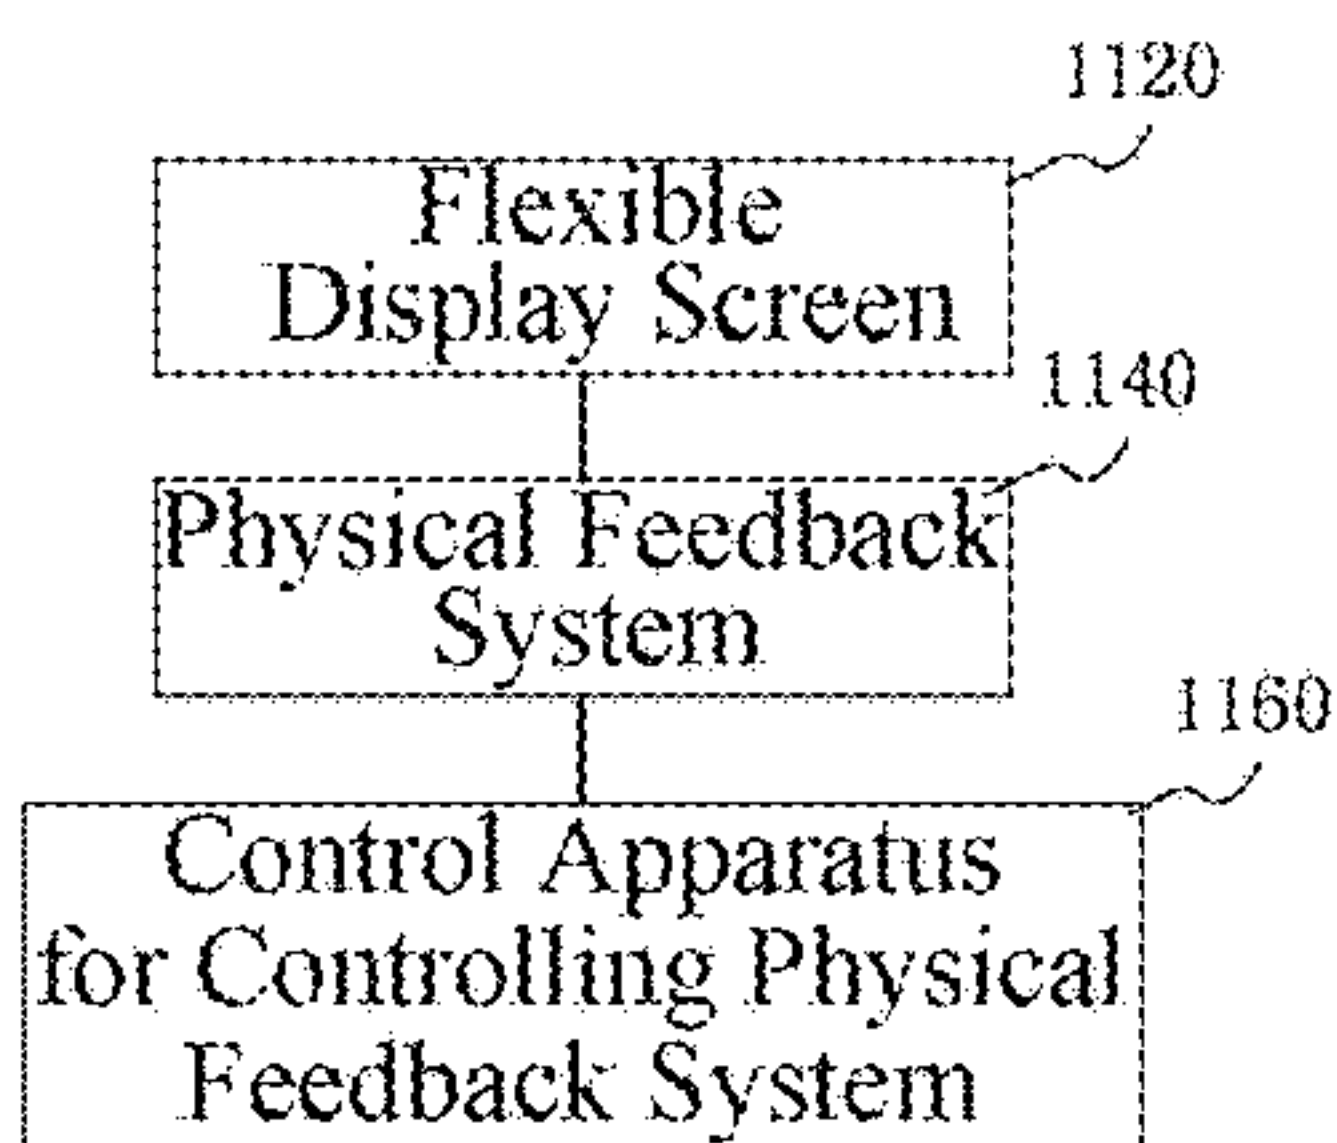 1120
Flexible
Display Screen
1140
Physical Feedback
System
1160
Control Apparatus
for Controlling Physical
Feedback System